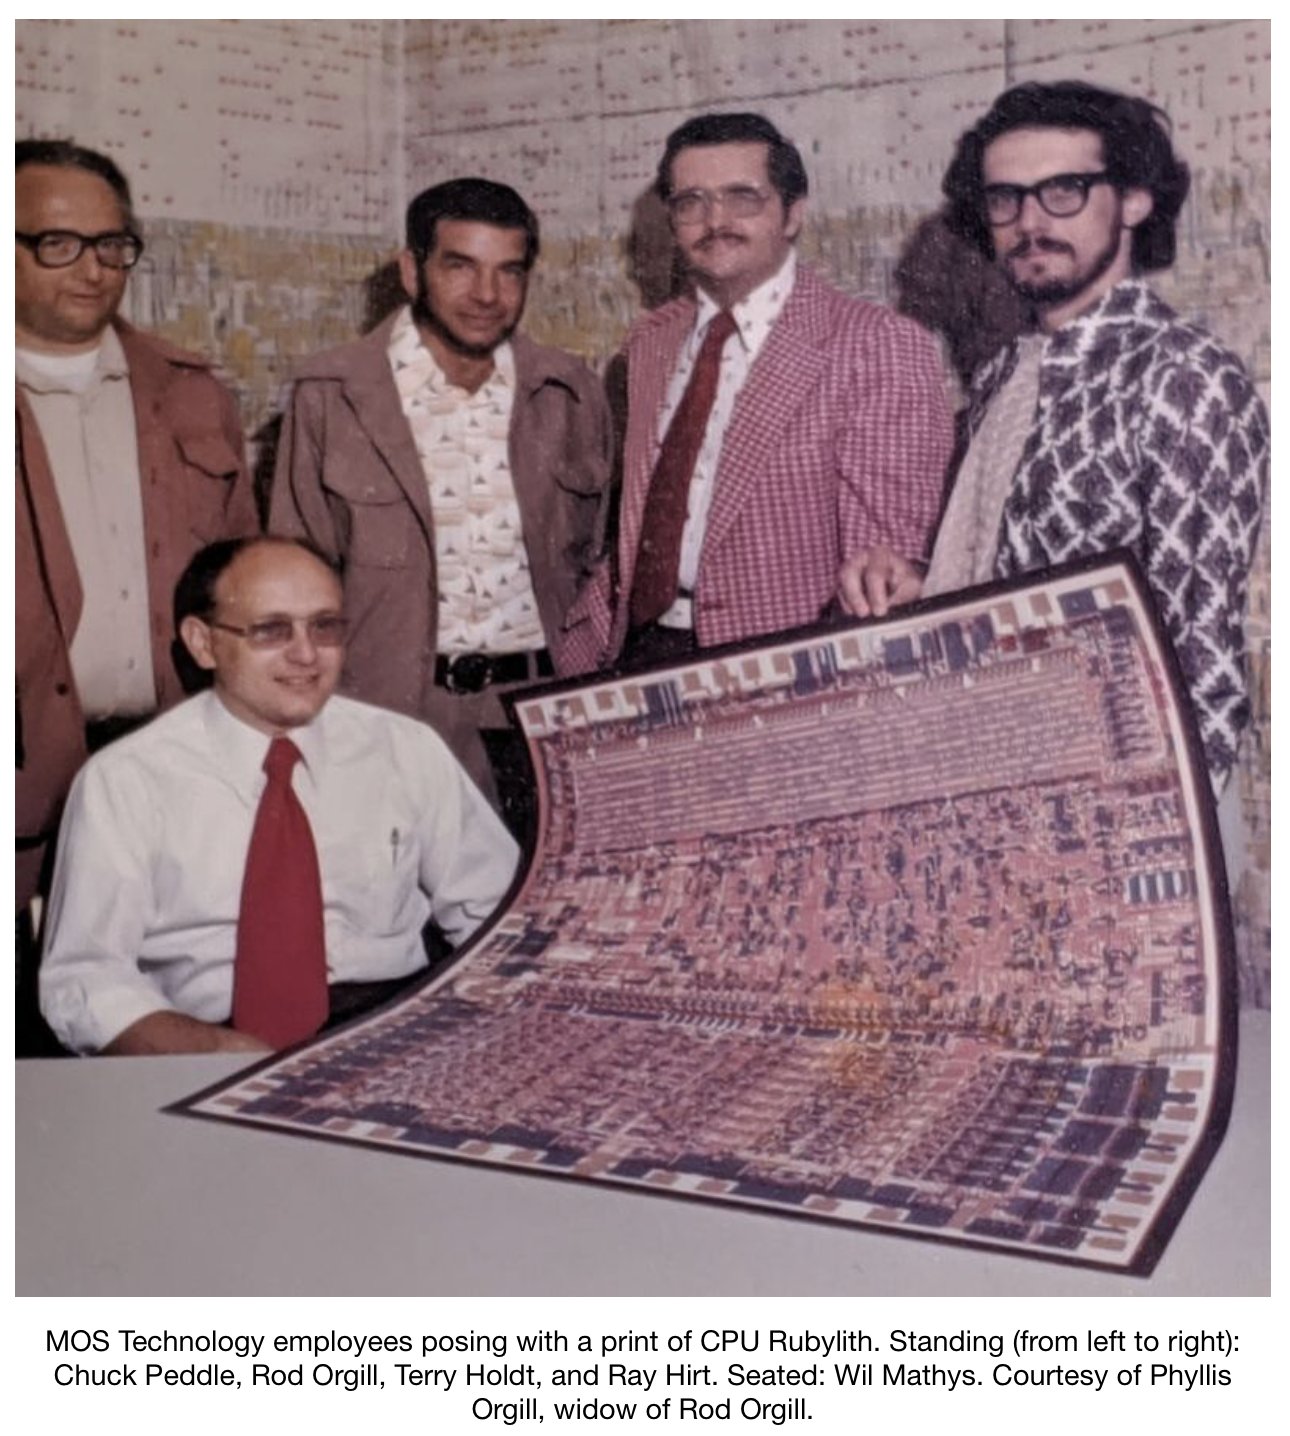 MOS Technology employees posing with a print of CPU Rubylith. Standing (from left to right):
Chuck Peddle, Rod Orgill, Terry Holdt, and Ray Hirt. Seated: Wil Mathys. Courtesy of Phyllis
Orgill, widow of Rod Orgill.